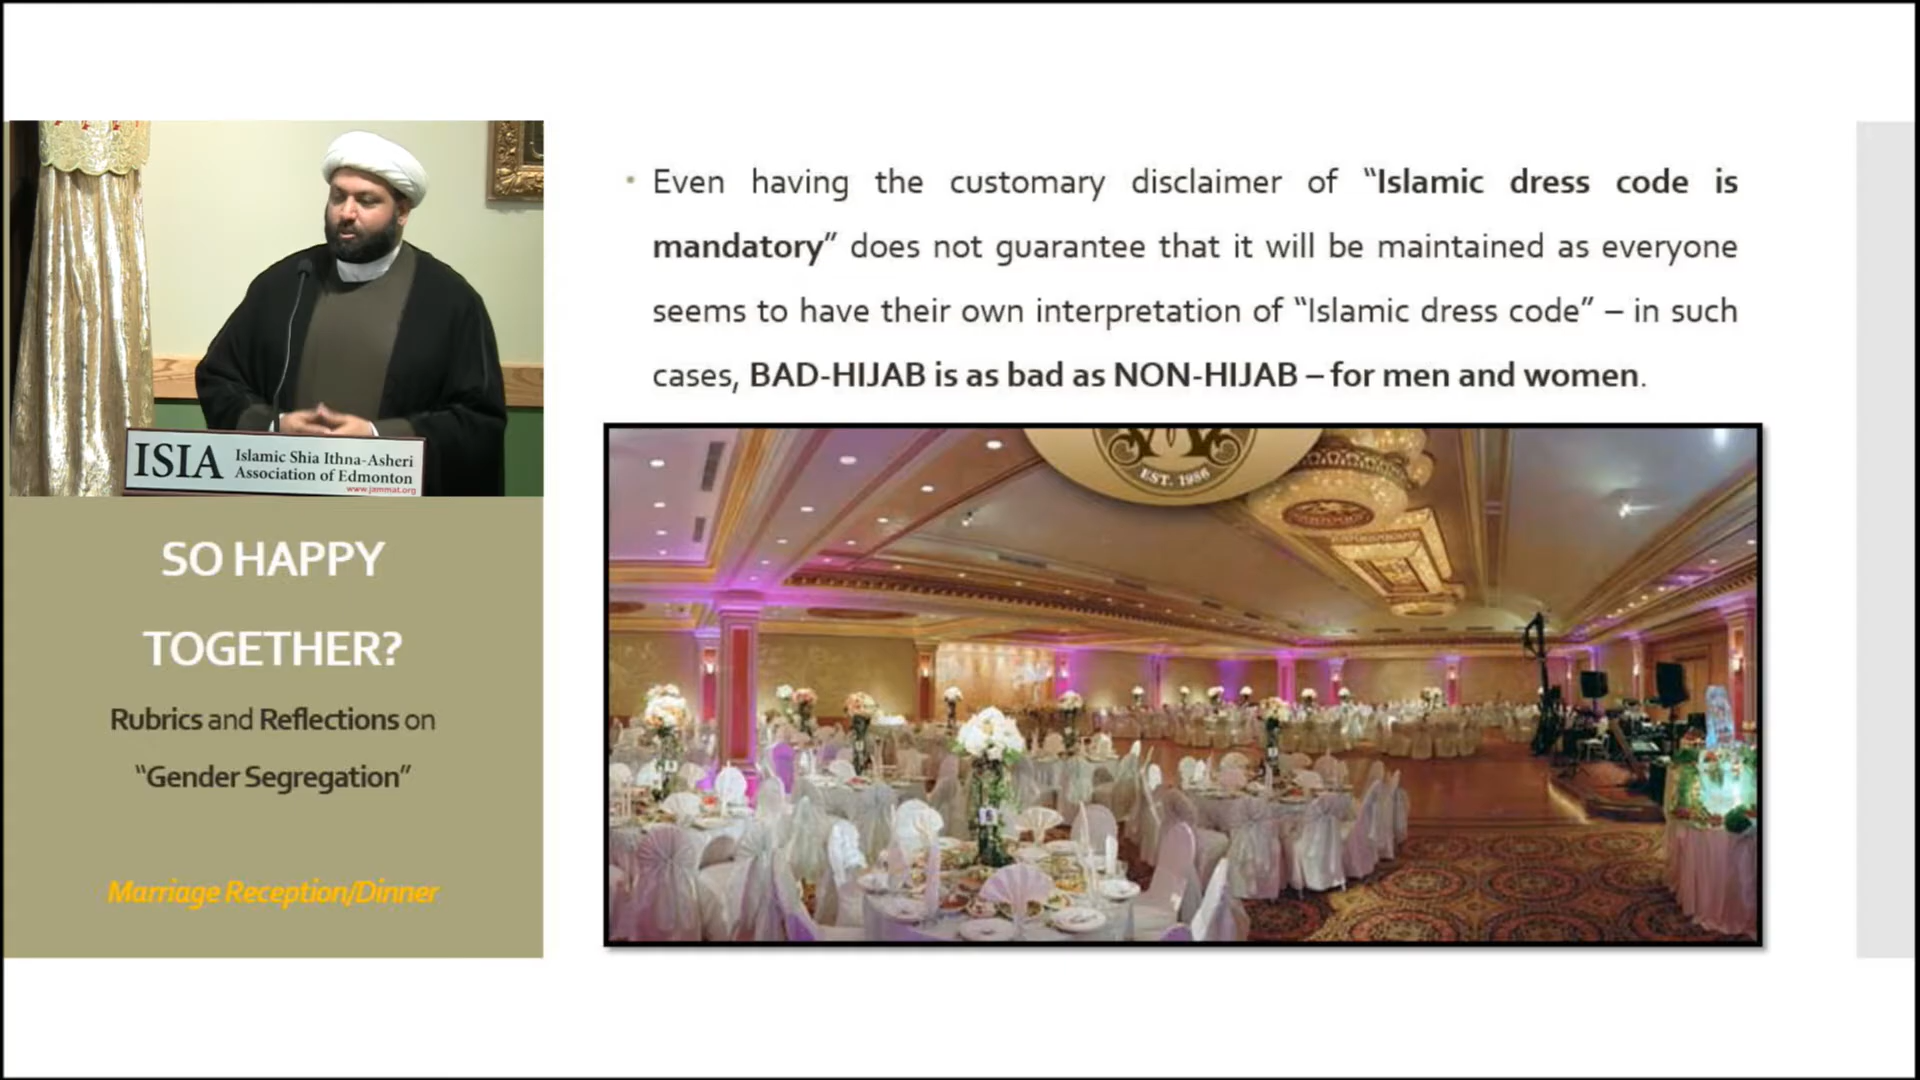 ISIA
Islamic Shia Ithna-Asheri
Association of Edmonton
www.jammat.org
SO HAPPY
TOGETHER?
Rubrics and Reflections on
“Gender Segregation”
Marriage Reception/Dinner
• Even having the customary disclaimer of “Islamic dress code is
mandatory” does not guarantee that it will be maintained as everyone
seems to have their own interpretation of “Islamic dress code” – in such
cases, BAD-HIJAB is as bad as NON-HIJAB – for men and women.
EST. 1986